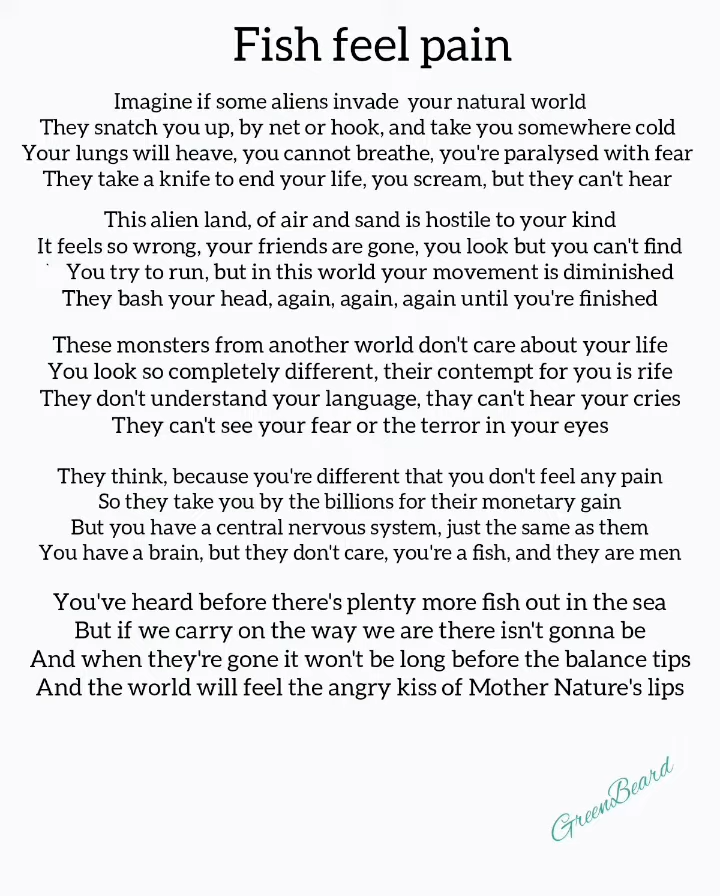 Fish feel pain
Imagine if some aliens invade your natural world
They snatch you up, by net or hook, and take you somewhere cold
Your lungs will heave, you cannot breathe, you're paralysed with fear
They take a knife to end your life, you scream, but they can't hear
This alien land, of air and sand is hostile to your kind
It feels so wrong, your friends are gone, you look but you can't find
You try to run, but in this world your movement is diminished
They bash your head, again, again, again until you're finished
These monsters from another world don't care about your life
You look so completely different, their contempt for you is rife
They don't understand your language, thay can't hear your cries
They can't see your fear or the terror in your eyes
They think, because you're different that you don't feel any pain
So they take you by the billions for their monetary gain
But you have a central nervous system, just the same as them
You have a brain, but they don't care, you're a fish, and they are men
You've heard before there's plenty more fish out in the sea
But if we carry on the way we are there isn't gonna be
And when they're gone it won't be long before the balance tips
And the world will feel the angry kiss of Mother Nature's lips
GreenBeard